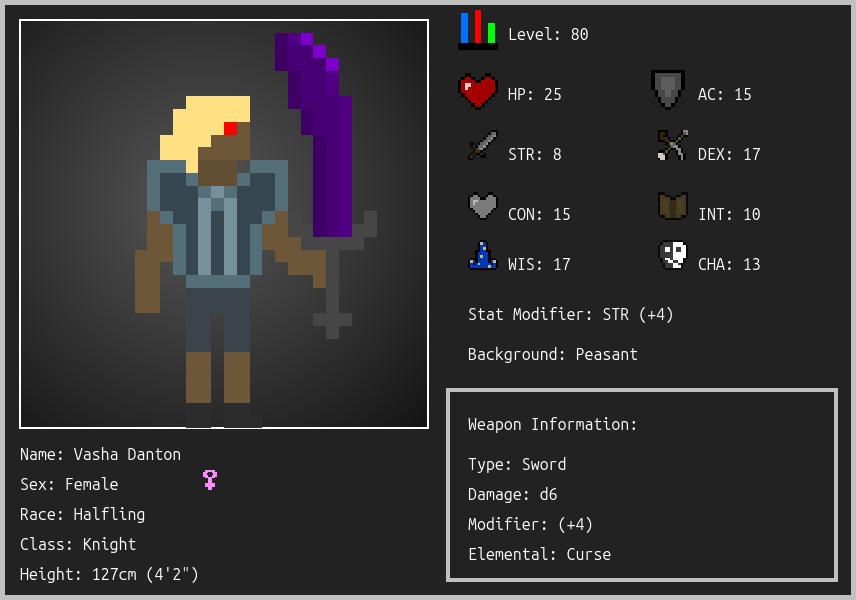 Level: 80
HP: 25
AC: 15
STR: 8
DEX: 17
CON: 15
INT: 10
WIS: 17
CHA: 13
Stat Modifier: STR (+4)
Background: Peasant
Weapon Information:
Type: Sword
Damage: d6
Modifier: (+4)
Elemental: Curse
Name: Vasha Danton
Sex: Female
Race: Halfling
Class: Knight
Height: 127cm (4'2")